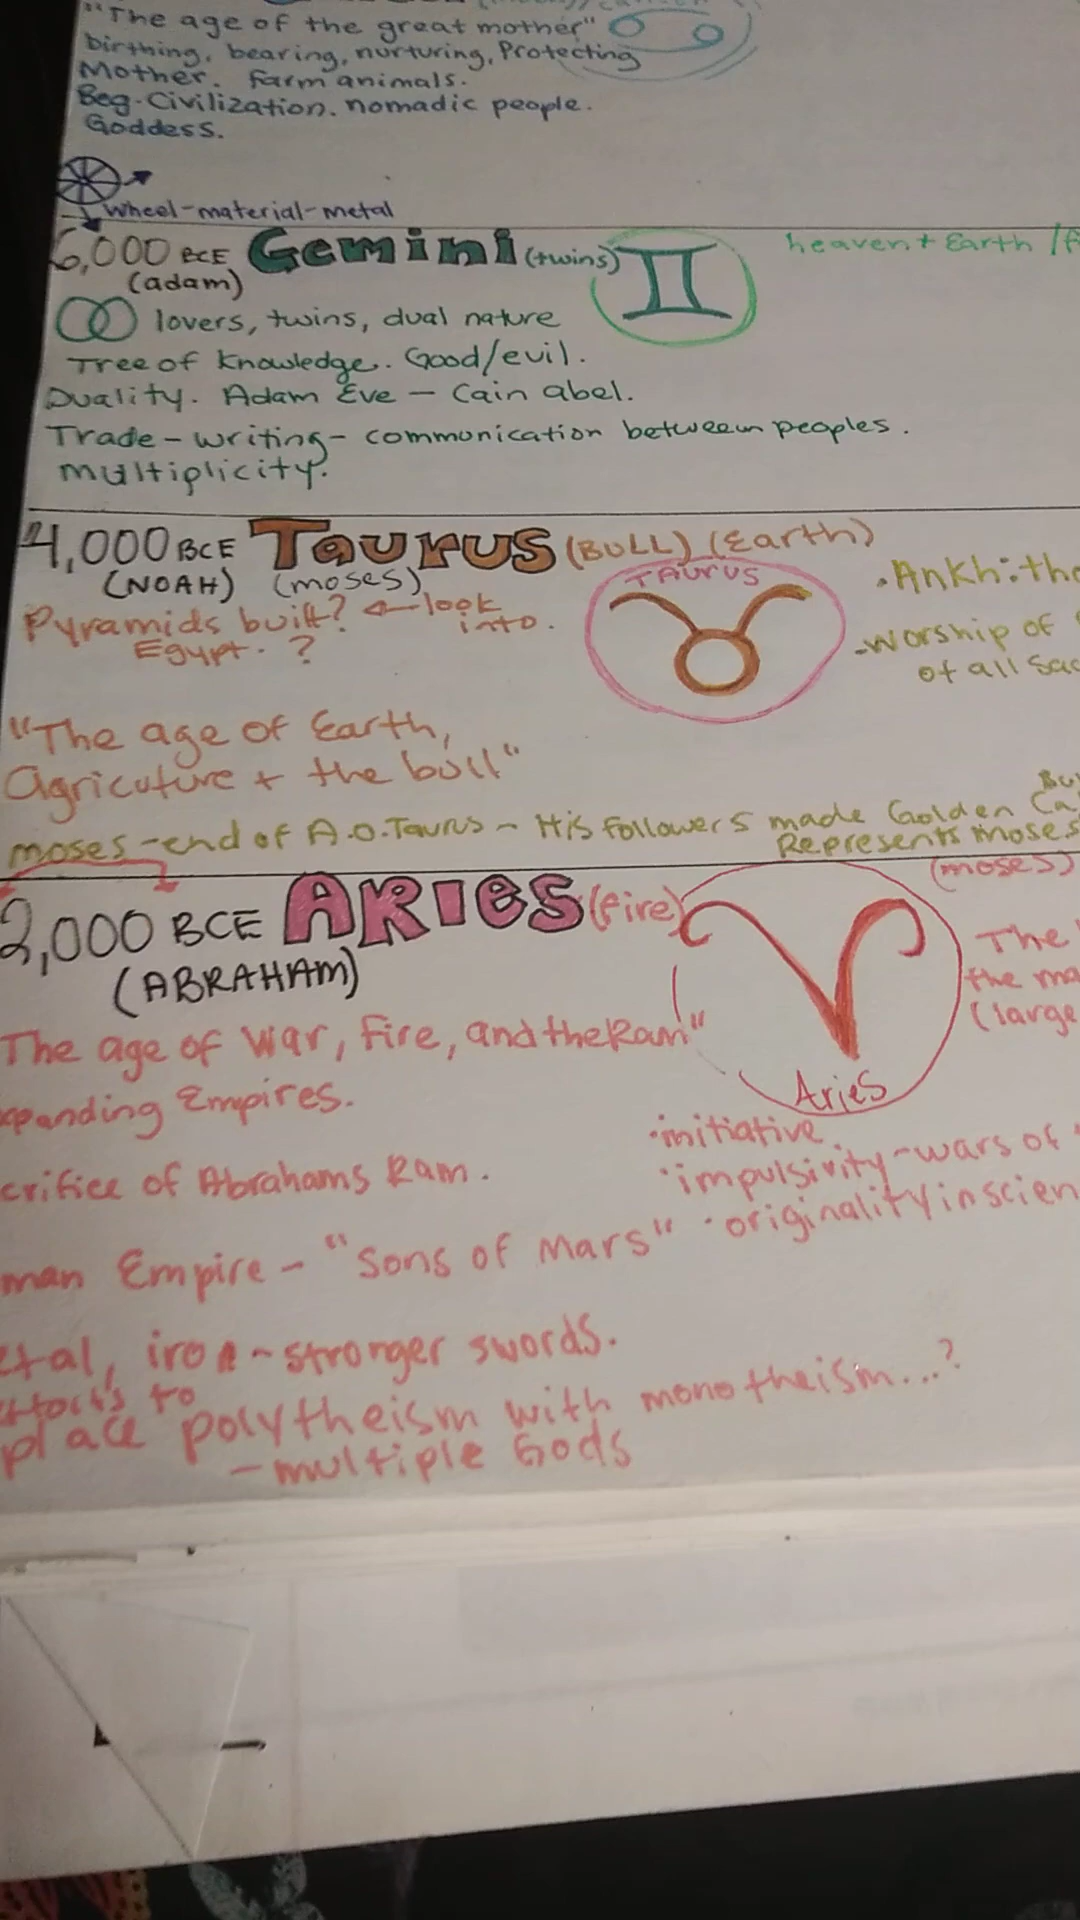 "The age of the great mother"
birthing, bearing, nurturing, Protecting
Mother. farm animals.
Beg. Civilization. nomadic people.
Goddess.
Wheel-material-metal
6,000 BCE Gemini (twins)
heaven + Earth
(adam)
lovers, twins, dual nature
Tree of Knowledge. Good/evil.
Duality. Adam Eve - Cain abel.
Trade - writing - communication between peoples.
multiplicity.
4,000 BCE Taurus (BULL) (Earth)
(NOAH) (moses)
TAURUS
Ankh:
Pyramids built? ← look
into.
Egypt. ?
-worship of
of all
"The age of Earth,
agricuture + the bull"
moses - end of A.O.Taurus - His followers made Golden
Represents moses
(moses)
2,000 BCE ARIES (fire)
(ABRAHAM)
The
the
(large
The age of war, fire, and the Ram"
Aries
panding Empires.
•initiative.
crifice of Abrahams Ram.
•impulsivity - wars of
man Empire - "sons of Mars"
•originality in scien
etal, iron - stronger swords.
to
place polytheism with monotheism...?
- multiple Gods